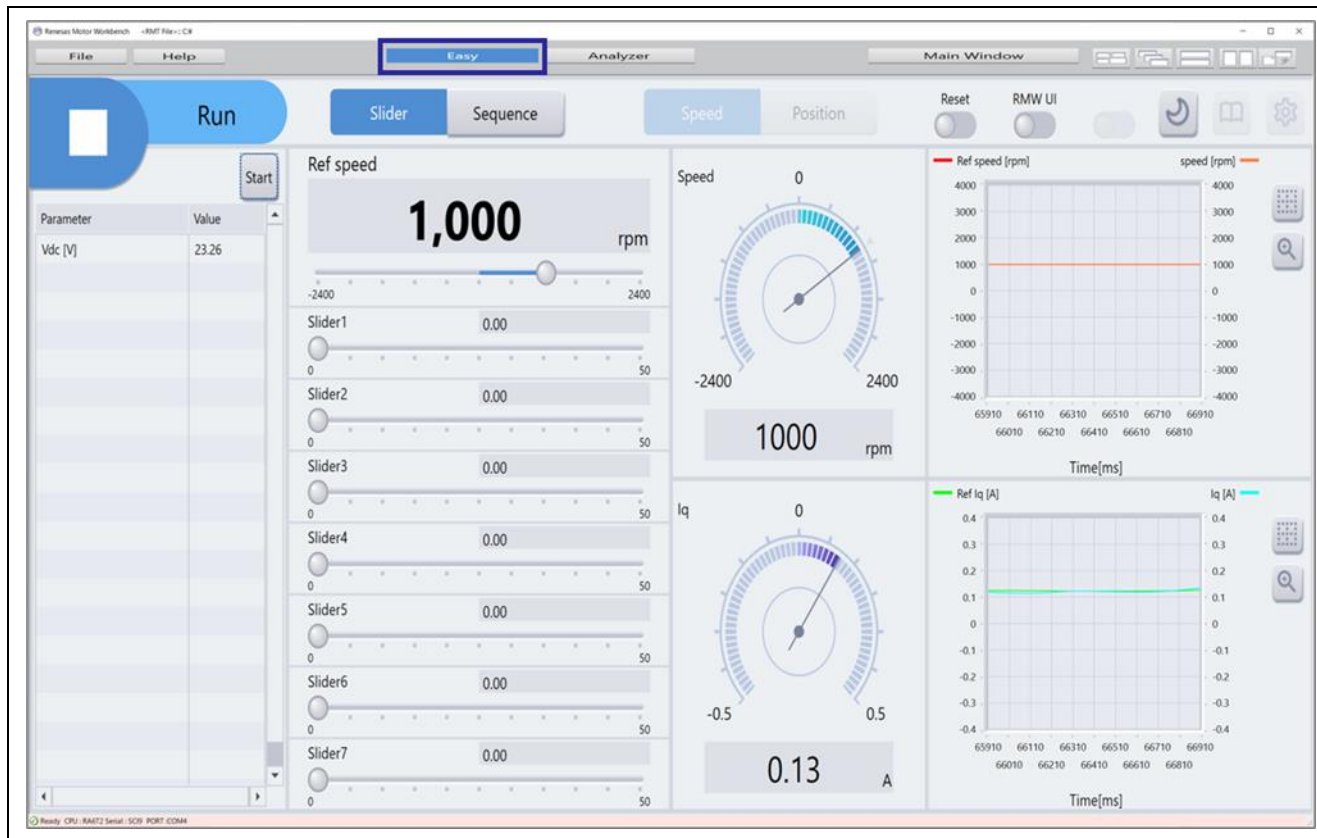 Renesas Motor Workbench <RMT File>: C#
File Help Easy Analyzer Main Window
Run
Slider Sequence Speed Position
Reset RMW UI
Start
Parameter Value
Vdc [V] 23.26
Ref speed
1,000 rpm
-2400 2400
Slider1 0.00
0 50
Slider2 0.00
0 50
Slider3 0.00
0 50
Slider4 0.00
0 50
Slider5 0.00
0 50
Slider6 0.00
0 50
Slider7 0.00
0 50
Speed 0
-2400 2400
1000 rpm
Iq 0
-0.5 0.5
0.13 A
Ref speed [rpm] speed [rpm]
4000 4000
3000 3000
2000 2000
1000 1000
0 0
-1000 -1000
-2000 -2000
-3000 -3000
-4000 -4000
65910 66110 66310 66510 66710 66910
66010 66210 66410 66610 66810
Time[ms]
Ref Iq [A] Iq [A]
0.4 0.4
0.3 0.3
0.2 0.2
0.1 0.1
0 0
-0.1 -0.1
-0.2 -0.2
-0.3 -0.3
-0.4 -0.4
65910 66110 66310 66510 66710 66910
66010 66210 66410 66610 66810
Time[ms]
Ready CPU : RA6T2 Serial : SCI9 PORT :COM4